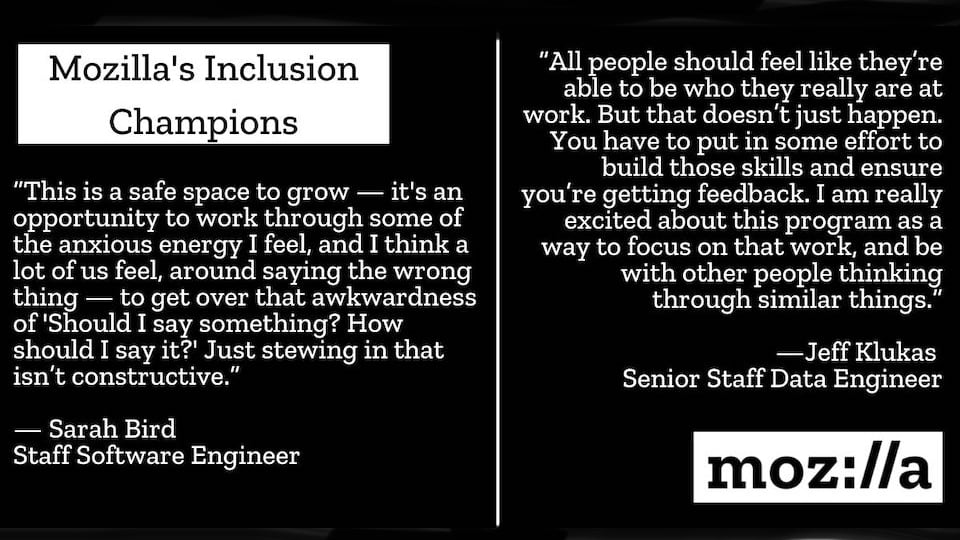 Mozilla's Inclusion
Champions
"This is a safe space to grow — it's an
opportunity to work through some of
the anxious energy I feel, and I think a
lot of us feel, around saying the wrong
thing — to get over that awkwardness
of 'Should I say something? How
should I say it?' Just stewing in that
isn’t constructive.”
— Sarah Bird
Staff Software Engineer
"All people should feel like they’re
able to be who they really are at
work. But that doesn’t just happen.
You have to put in some effort to
build those skills and ensure
you’re getting feedback. I am really
excited about this program as a
way to focus on that work, and be
with other people thinking
through similar things.”
—Jeff Klukas
Senior Staff Data Engineer
moz://a